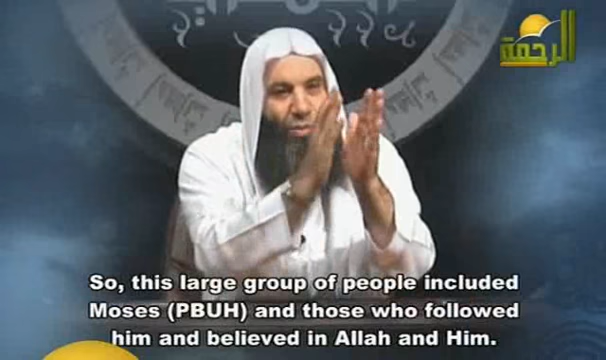 الرحمة
So, this large group of people included
Moses (PBUH) and those who followed
him and believed in Allah and Him.